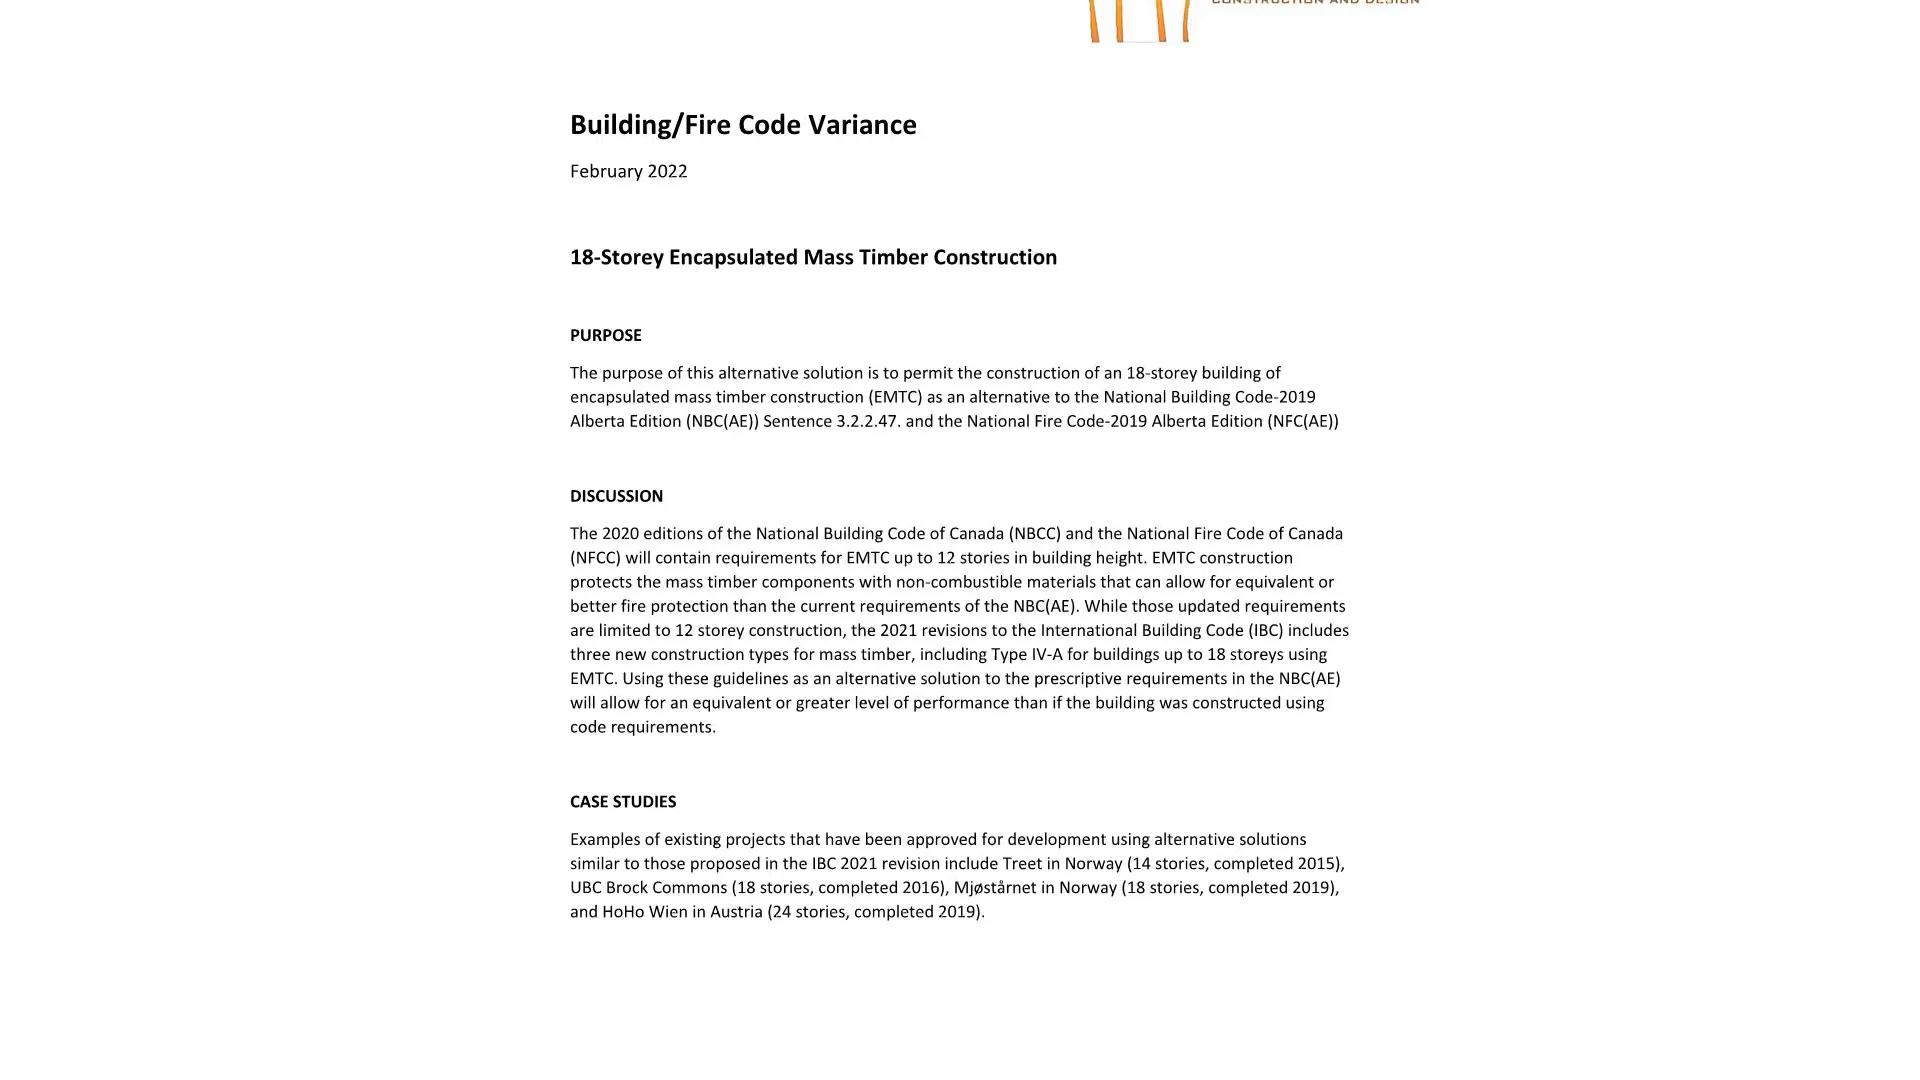 CONSTRUCTION AND DESIGN
Building/Fire Code Variance
February 2022
18-Storey Encapsulated Mass Timber Construction
PURPOSE
The purpose of this alternative solution is to permit the construction of an 18-storey building of
encapsulated mass timber construction (EMTC) as an alternative to the National Building Code-2019
Alberta Edition (NBC(AE)) Sentence 3.2.2.47. and the National Fire Code-2019 Alberta Edition (NFC(AE))
DISCUSSION
The 2020 editions of the National Building Code of Canada (NBCC) and the National Fire Code of Canada
(NFCC) will contain requirements for EMTC up to 12 stories in building height. EMTC construction
protects the mass timber components with non-combustible materials that can allow for equivalent or
better fire protection than the current requirements of the NBC(AE). While those updated requirements
are limited to 12 storey construction, the 2021 revisions to the International Building Code (IBC) includes
three new construction types for mass timber, including Type IV-A for buildings up to 18 storeys using
EMTC. Using these guidelines as an alternative solution to the prescriptive requirements in the NBC(AE)
will allow for an equivalent or greater level of performance than if the building was constructed using
code requirements.
CASE STUDIES
Examples of existing projects that have been approved for development using alternative solutions
similar to those proposed in the IBC 2021 revision include Treet in Norway (14 stories, completed 2015),
UBC Brock Commons (18 stories, completed 2016), Mjøstårnet in Norway (18 stories, completed 2019),
and HoHo Wien in Austria (24 stories, completed 2019).